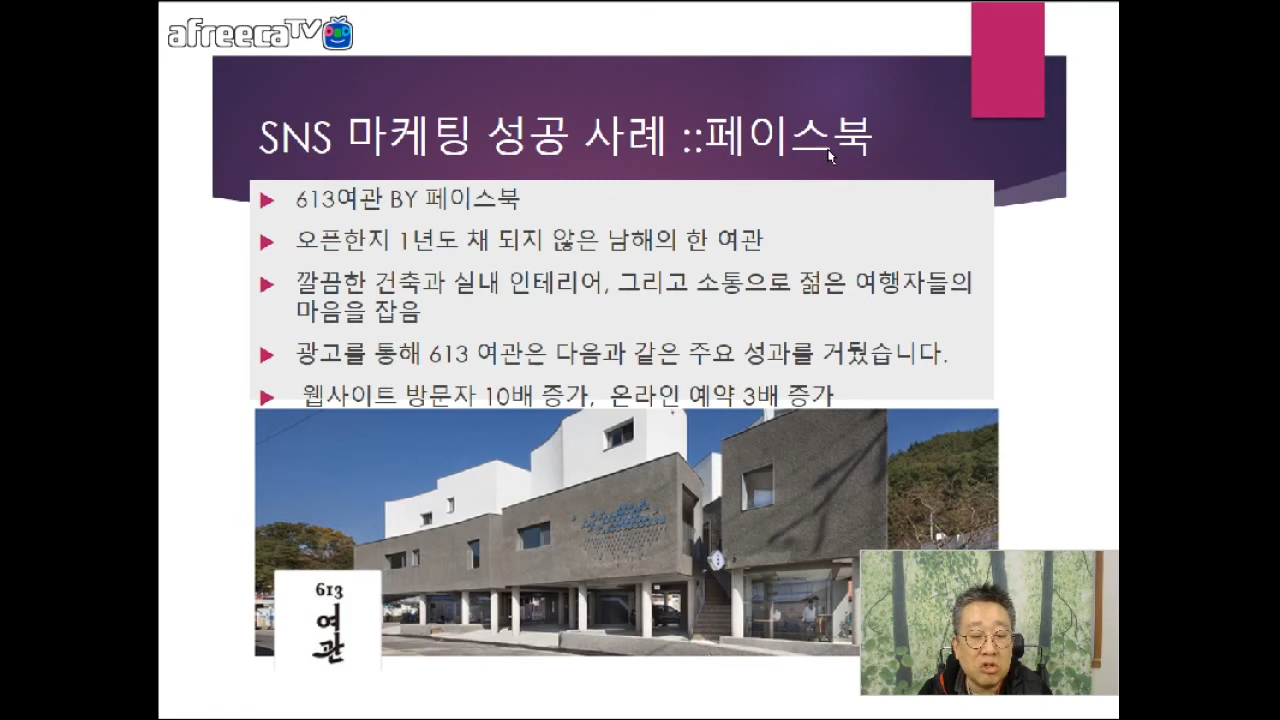 afreecaTV
SNS 마케팅 성공 사례 ::페이스북
613여관 BY 페이스북
오픈한지 1년도 채 되지 않은 남해의 한 여관
깔끔한 건축과 실내 인테리어, 그리고 소통으로 젊은 여행자들의
마음을 잡음
광고를 통해 613 여관은 다음과 같은 주요 성과를 거뒀습니다.
웹사이트 방문자 10배 증가, 온라인 예약 3배 증가
613
여
관